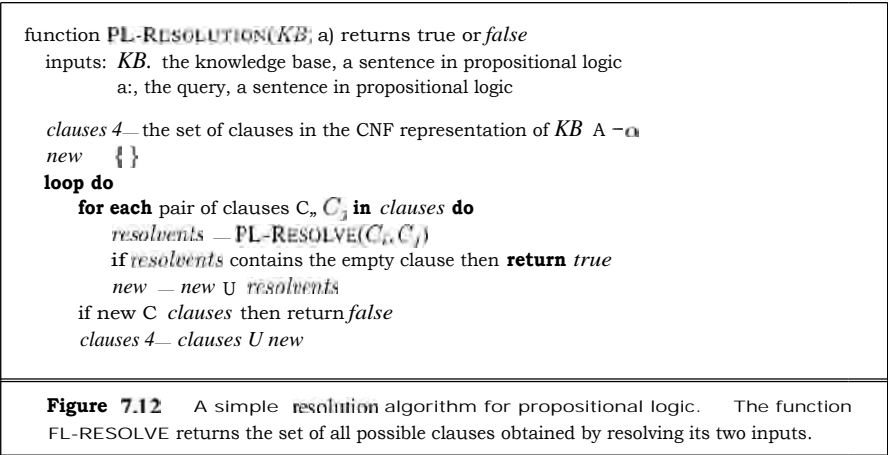 function PL-RESOLUTION(KB, a) returns true or false
inputs: KB. the knowledge base, a sentence in propositional logic
a:, the query, a sentence in propositional logic
clauses 4— the set of clauses in the CNF representation of KB A ¬α
new { }
loop do
for each pair of clauses C„ Cj in clauses do
resolvents — PL-RESOLVE(Ci, Cj)
if resolvents contains the empty clause then return true
new — new U resolvents
if new C clauses then return false
clauses 4— clauses U new
Figure 7.12 A simple resolution algorithm for propositional logic. The function
FL-RESOLVE returns the set of all possible clauses obtained by resolving its two inputs.